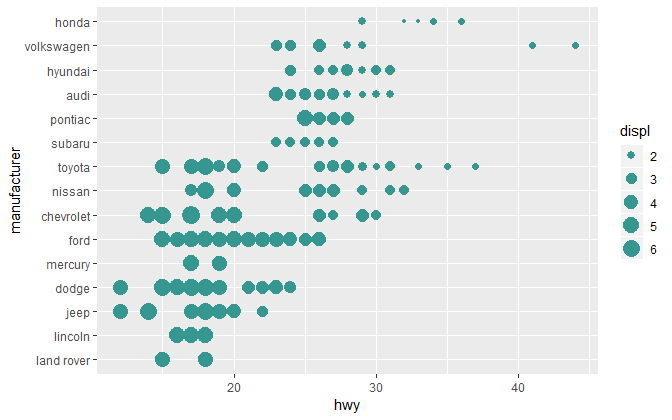 manufacturer
honda
volkswagen
hyundai
audi
pontiac
subaru
toyota
nissan
chevrolet
ford
mercury
dodge
jeep
lincoln
land rover
20
30
40
hwy
displ
2
3
4
5
6